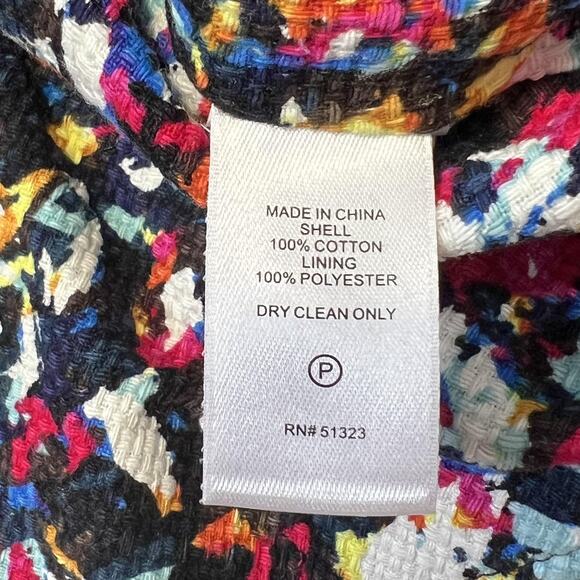 MADE IN CHINA
SHELL
100% COTTON
LINING
100% POLYESTER
DRY CLEAN ONLY
P
RN# 51323